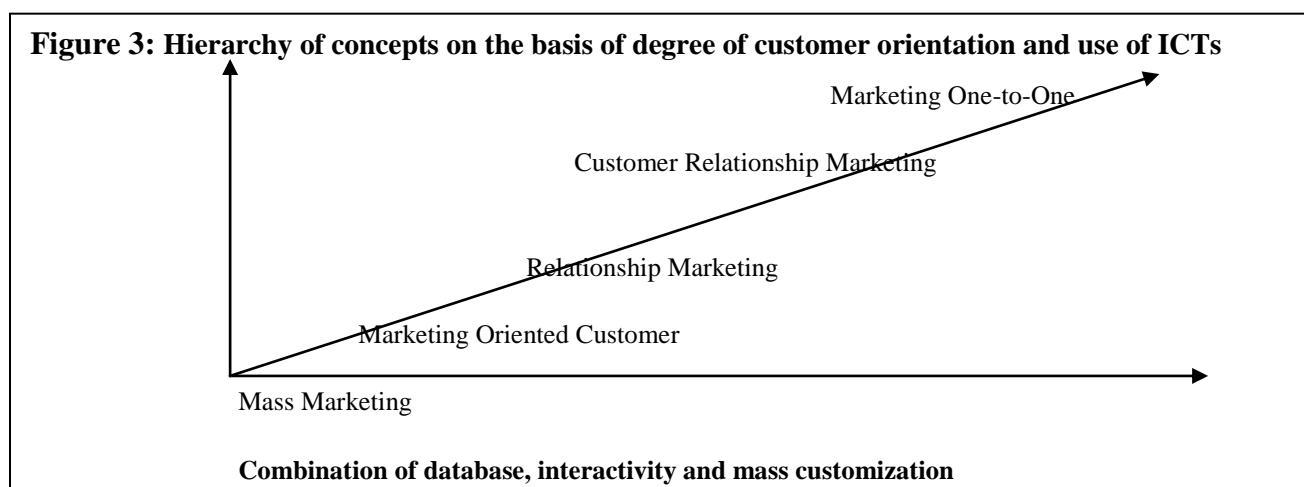 Figure 3: Hierarchy of concepts on the basis of degree of customer orientation and use of ICTs
Marketing One-to-One
Customer Relationship Marketing
Relationship Marketing
Marketing Oriented Customer
Mass Marketing
Combination of database, interactivity and mass customization